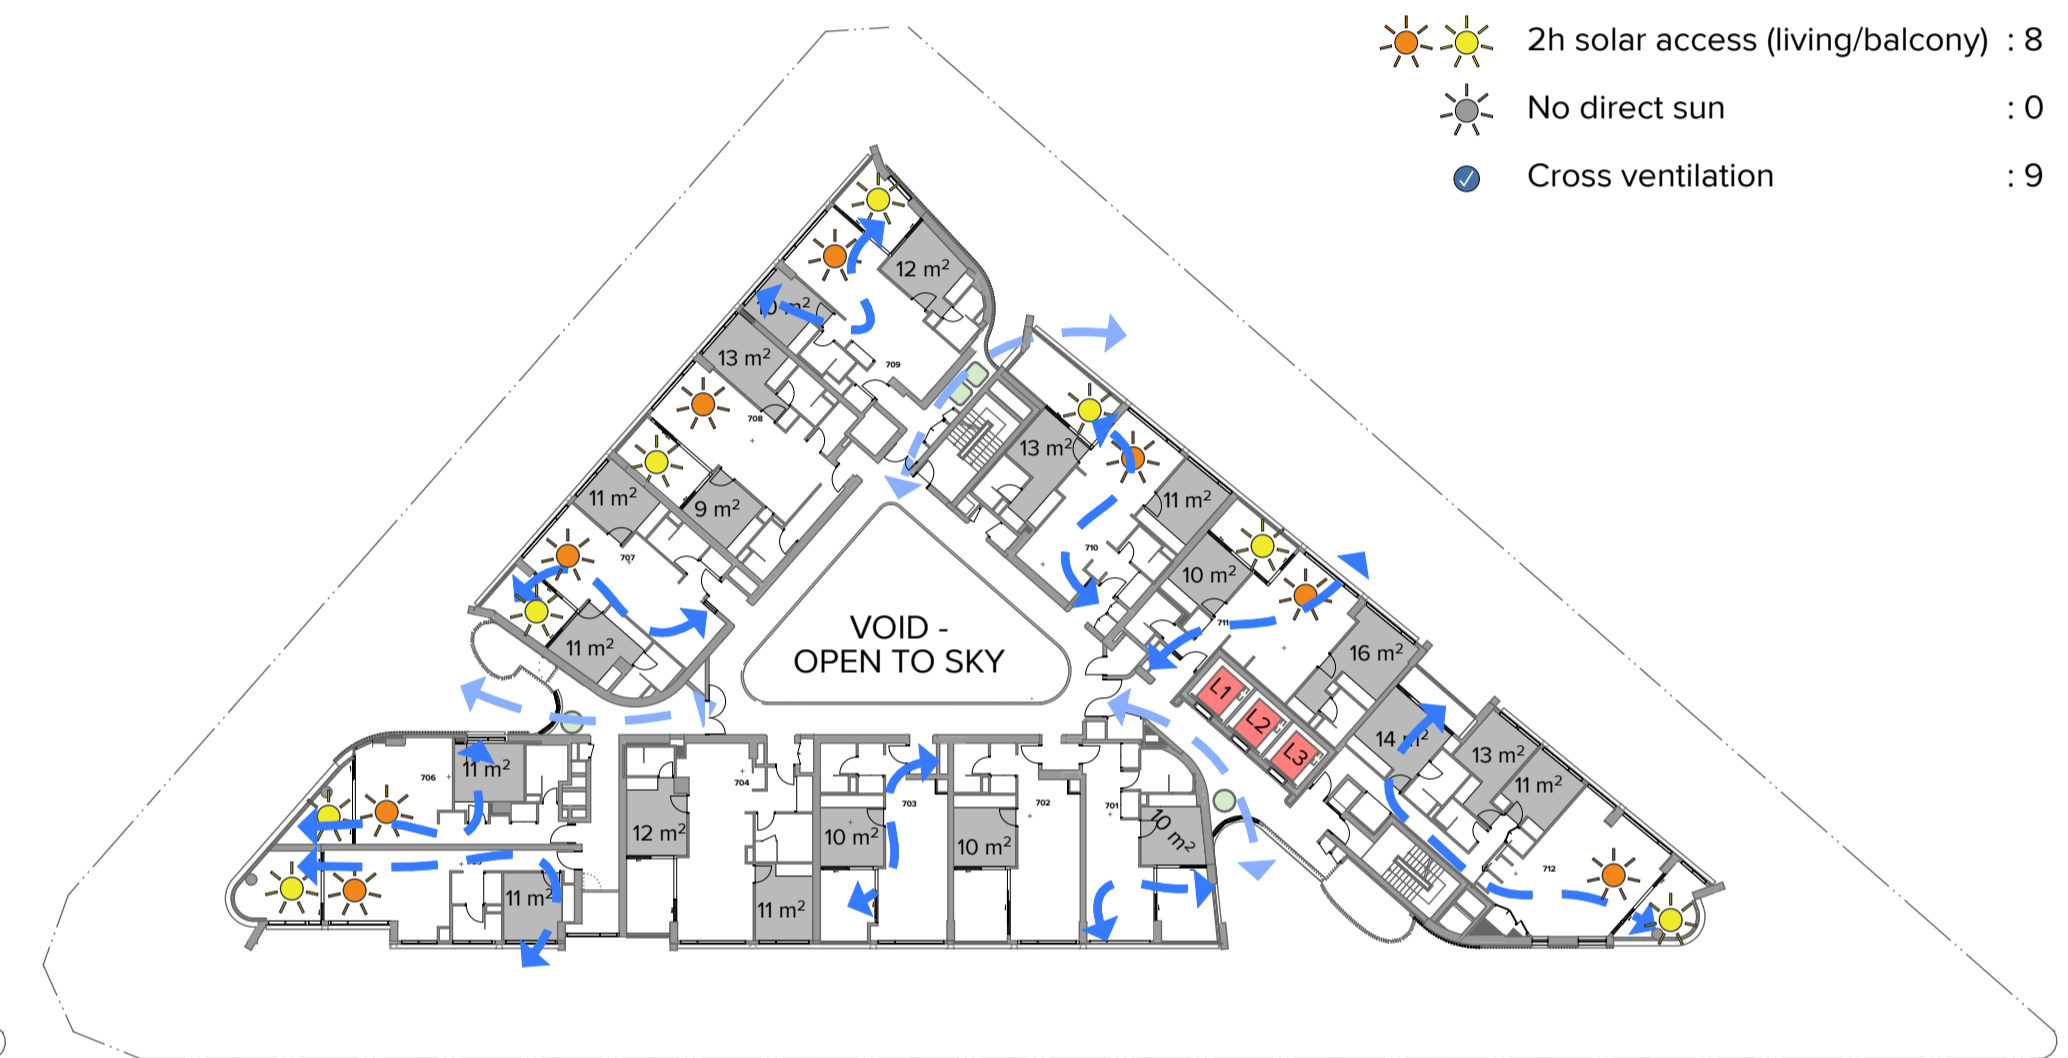 2h solar access (living/balcony) : 8
No direct sun : 0
Cross ventilation : 9
12 m²
10 m²
13 m²
709
708
13 m²
11 m²
11 m²
9 m²
707
710
10 m²
711
11 m²
16 m²
VOID -
OPEN TO SKY
L1
L2
L3
14 m²
13 m²
11 m²
706
11 m²
704
703
702
701
12 m²
10 m²
10 m²
10 m²
11 m²
11 m²
712